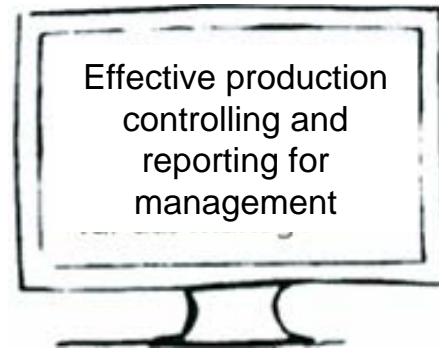 Effective production
controlling and
reporting for
management